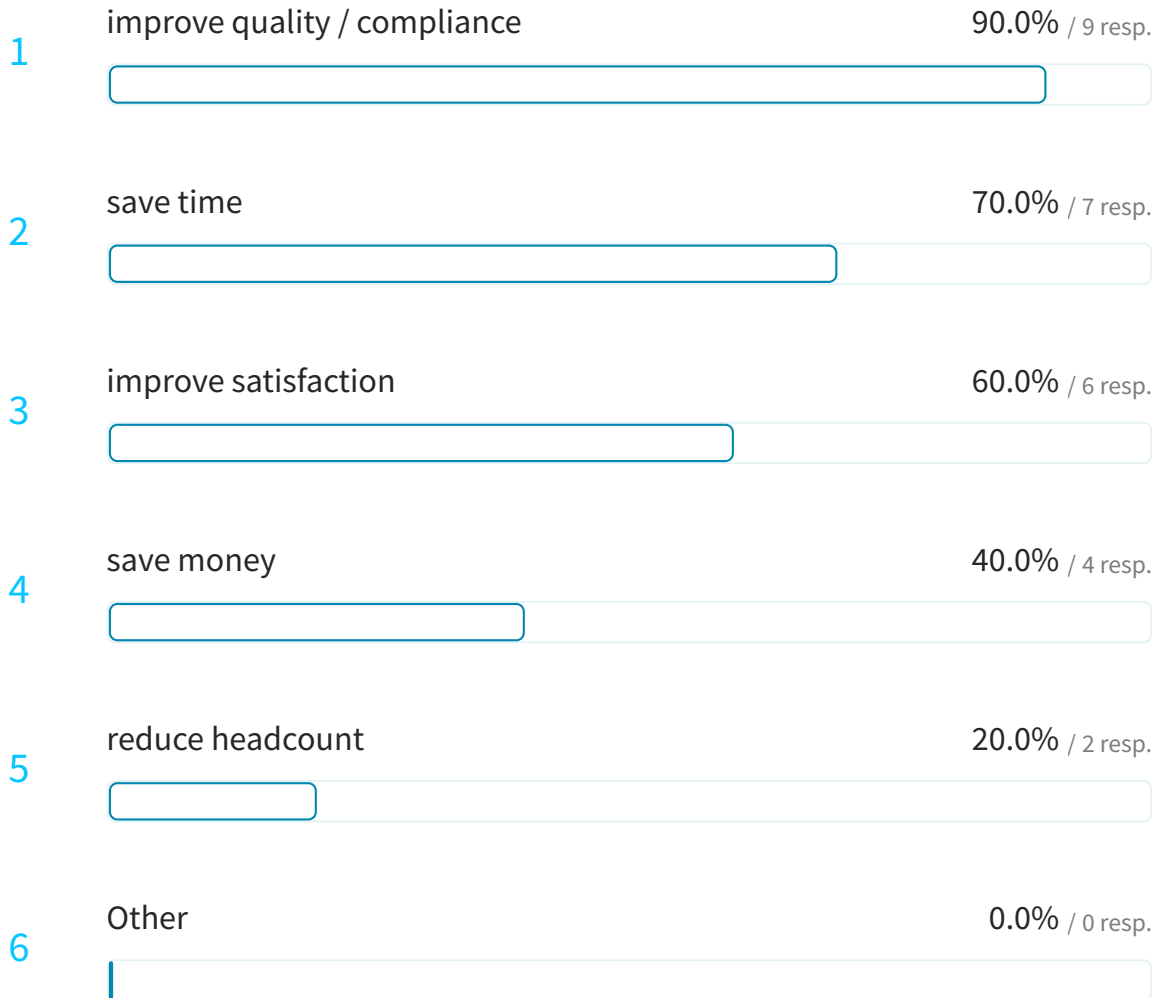 improve quality / compliance 90.0% / 9 resp.
1
save time 70.0% / 7 resp.
2
improve satisfaction 60.0% / 6 resp.
3
save money 40.0% / 4 resp.
4
reduce headcount 20.0% / 2 resp.
5
Other 0.0% / 0 resp.
6